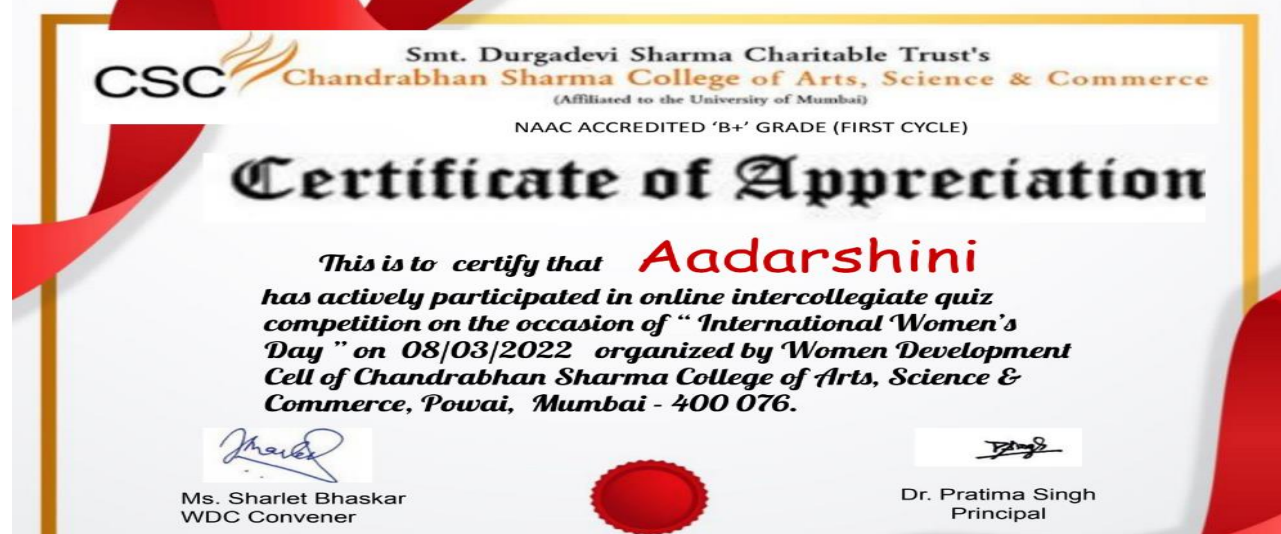 CSC
Smt. Durgadevi Sharma Charitable Trust's
Chandrabhan Sharma College of Arts, Science & Commerce
(Affiliated to the University of Mumbai)
NAAC ACCREDITED ‘B+’ GRADE (FIRST CYCLE)
Certificate of Appreciation
This is to certify that Aadarshini
has actively participated in online intercollegiate quiz
competition on the occasion of “ International Women’s
Day ” on 08/03/2022 organized by Women Development
Cell of Chandrabhan Sharma College of Arts, Science &
Commerce, Powai, Mumbai - 400 076.
Ms. Sharlet Bhaskar
WDC Convener
Dr. Pratima Singh
Principal